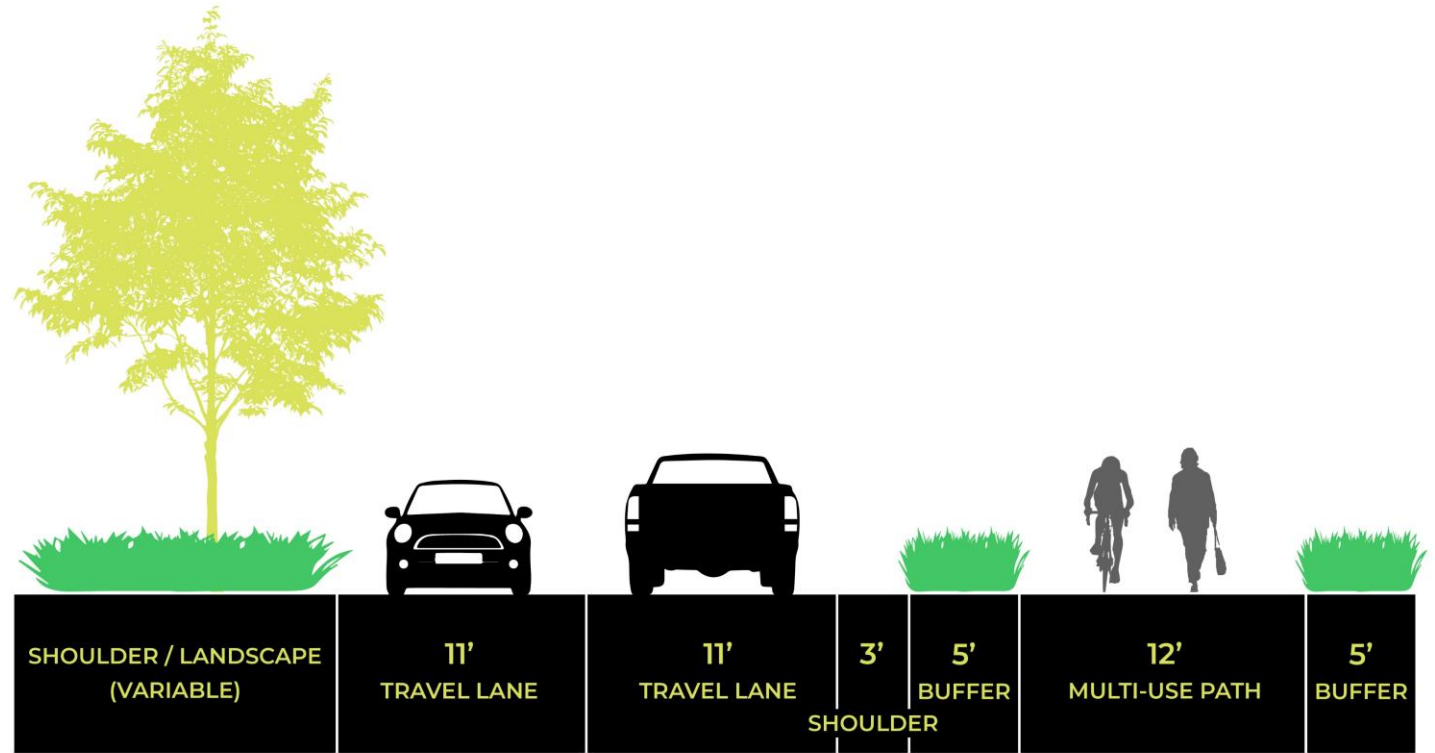 SHOULDER / LANDSCAPE
(VARIABLE)
11’
TRAVEL LANE
11’
TRAVEL LANE
3’
SHOULDER
5’
BUFFER
12’
MULTI-USE PATH
5’
BUFFER